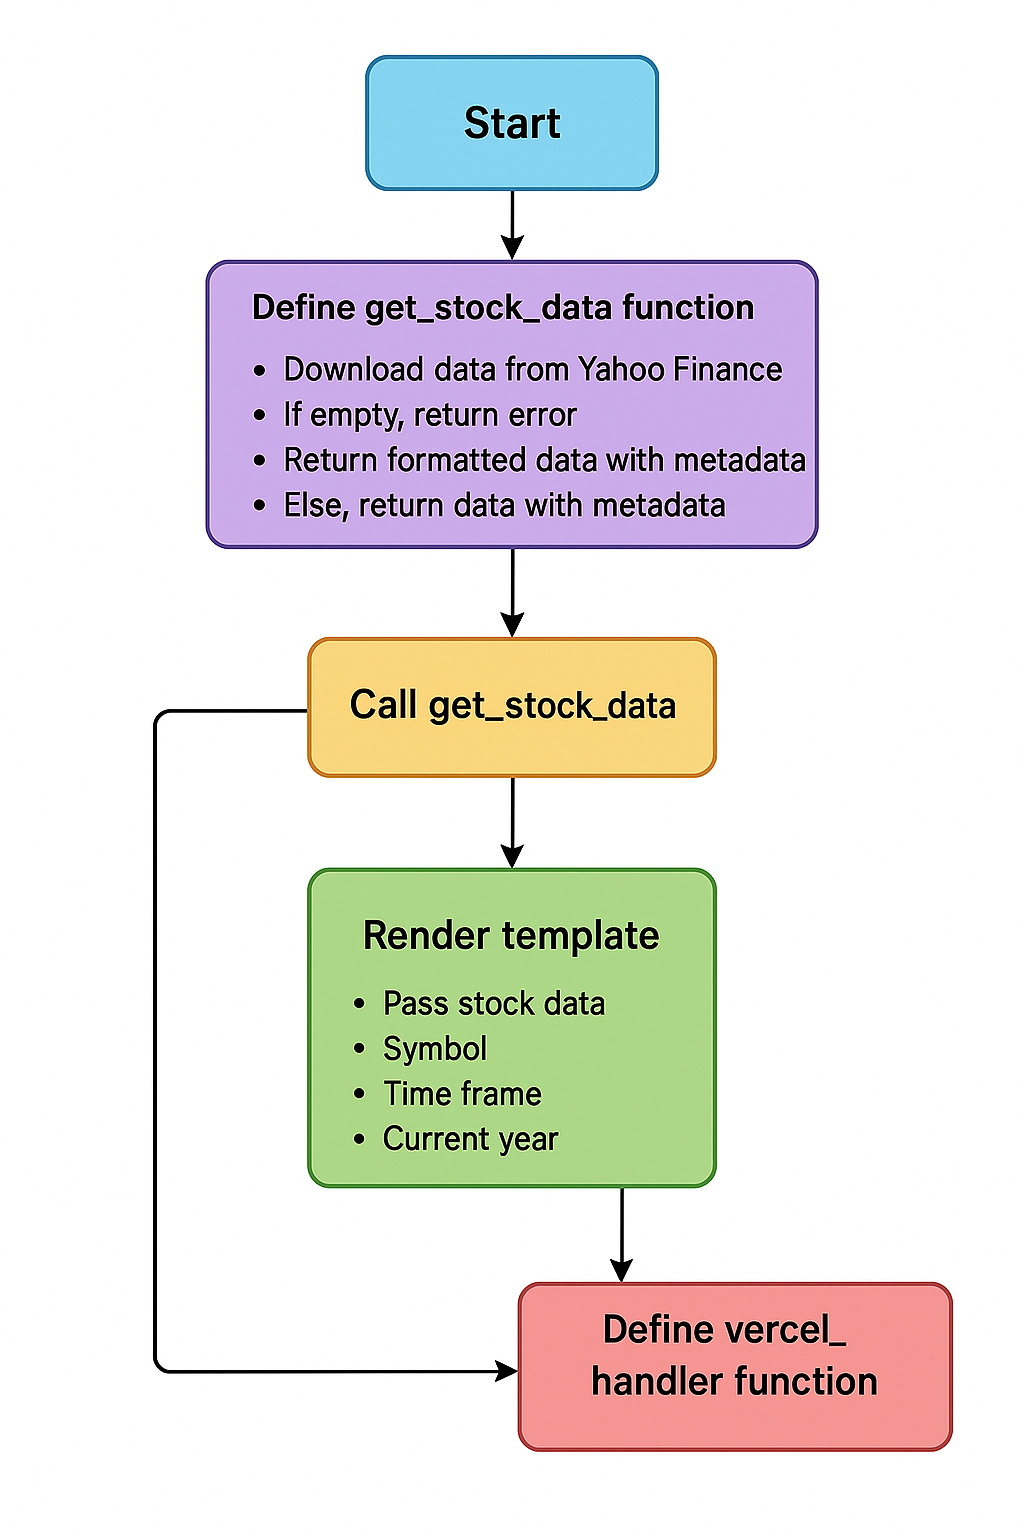 Start
Define get_stock_data function
• Download data from Yahoo Finance
• If empty, return error
• Return formatted data with metadata
• Else, return data with metadata
Call get_stock_data
Render template
• Pass stock data
• Symbol
• Time frame
• Current year
Define vercel_
handler function